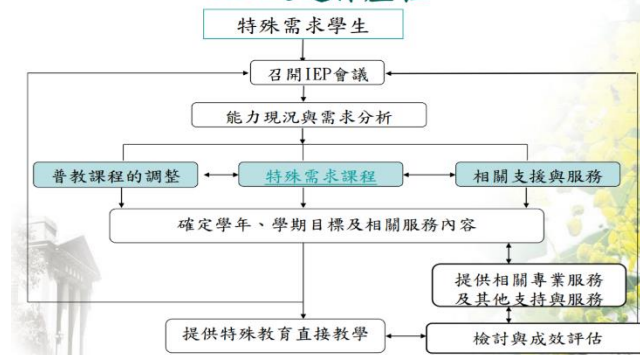 特殊需求學生
召開IEP會議
能力現況與需求分析
普教課程的調整
特殊需求課程
相關支援與服務
確定學年、學期目標及相關服務內容
提供相關專業服務
及其他支持與服務
提供特殊教育直接教學
檢討與成效評估